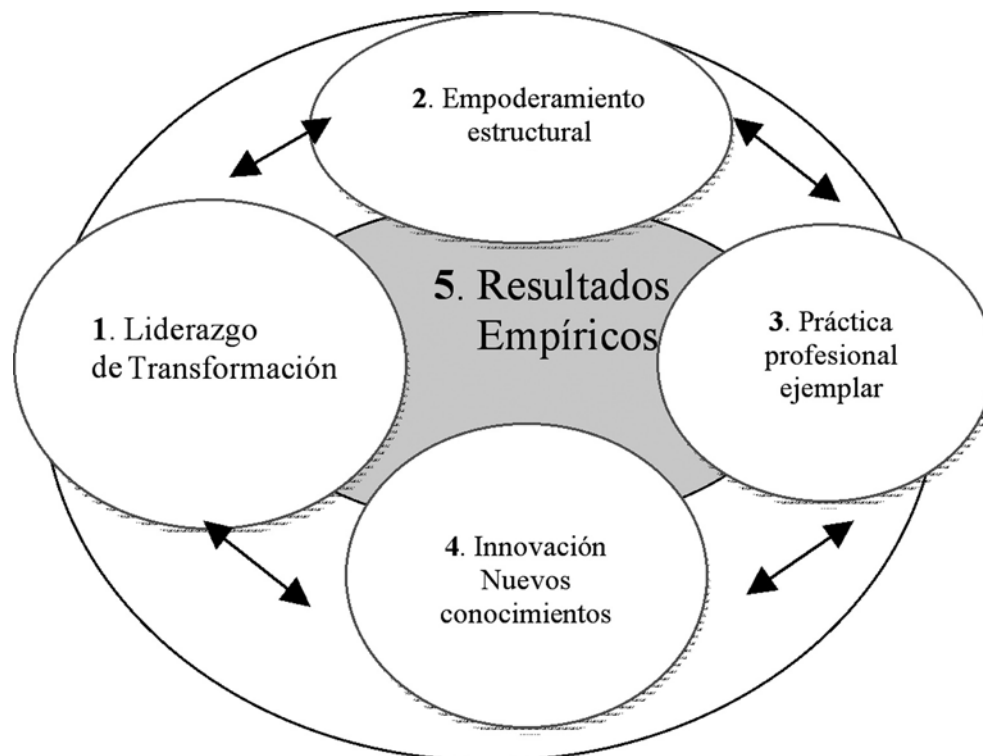 1. Liderazgo
de Transformación
2. Empoderamiento
estructural
3. Práctica
profesional
ejemplar
4. Innovación
Nuevos
conocimientos
5. Resultados
Empíricos